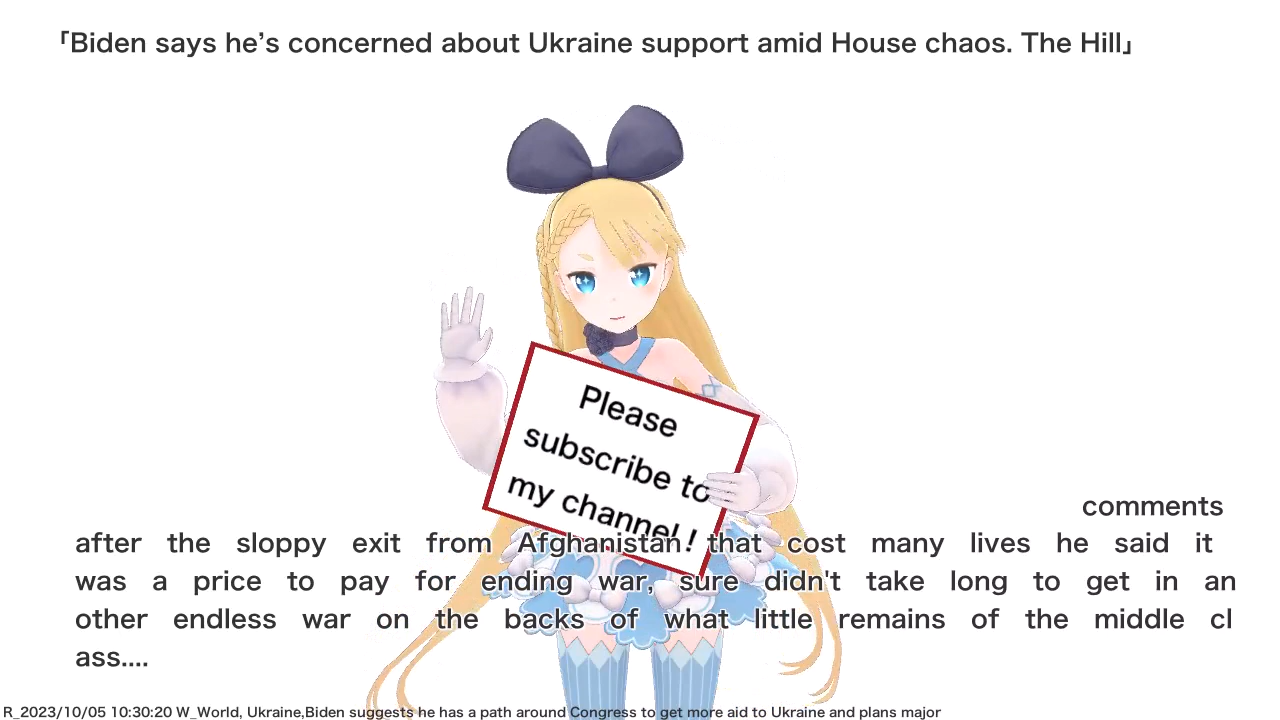 「Biden says he’s concerned about Ukraine support amid House chaos. The Hill」
Please
subscribe to
my channel !
comments
after the sloppy exit from Afghanistan. that cost many lives he said it
was a price to pay for ending war, sure didn't take long to get in an
other endless war on the backs of what little remains of the middle cl
ass....
R_2023/10/05 10:30:20 W_World, Ukraine,Biden suggests he has a path around Congress to get more aid to Ukraine and plans major